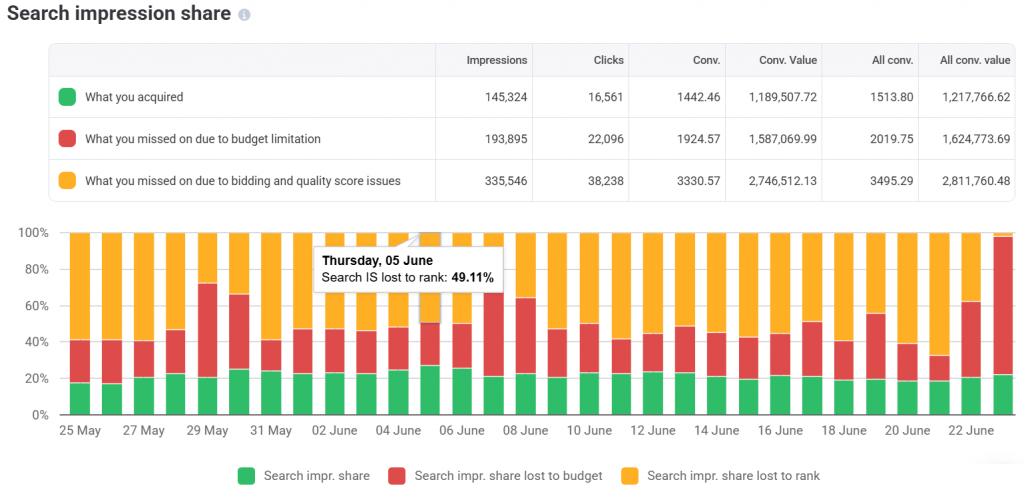 Search impression share
Impressions Clicks Conv. Conv. Value All conv. All conv. value
What you acquired 145,324 16,561 1442.46 1,189,507.72 1513.80 1,217,766.62
What you missed on due to budget limitation 193,895 22,096 1924.57 1,587,069.99 2019.75 1,624,773.69
What you missed on due to bidding and quality score issues 335,546 38,238 3330.57 2,746,512.13 3495.29 2,811,760.48
100%
80%
60%
40%
20%
0%
Thursday, 05 June
Search IS lost to rank: 49.11%
25 May 27 May 29 May 31 May 02 June 04 June 06 June 08 June 10 June 12 June 14 June 16 June 18 June 20 June 22 June
Search impr. share Search impr. share lost to budget Search impr. share lost to rank